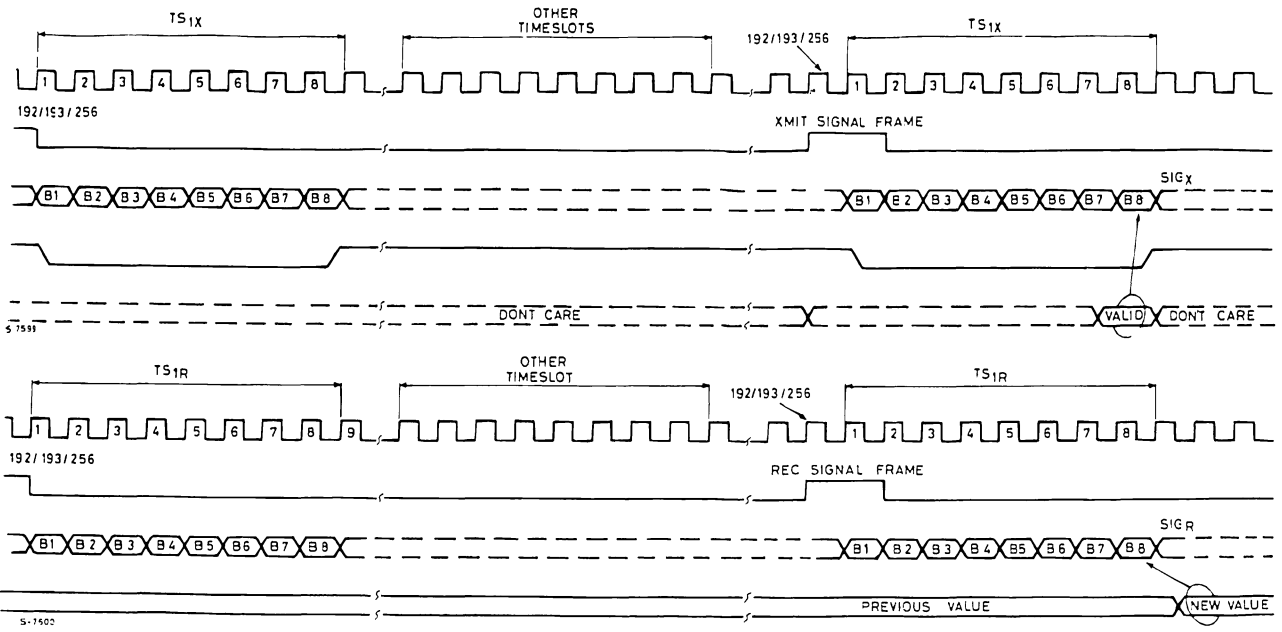 TS1X OTHER TIMESLOTS 192/193/256 TS1X
1 2 3 4 5 6 7 8 1 2 3 4 5 6 7 8
192/193/256 XMIT SIGNAL FRAME
SIGX
B1 B2 B3 B4 B5 B6 B7 B8 B1 B2 B3 B4 B5 B6 B7 B8
DONT CARE VALID DON'T CARE
S 7599
TS1R OTHER TIMESLOT 192/193/256 TS1R
1 2 3 4 5 6 7 8 9 1 2 3 4 5 6 7 8
192/193/256 REC SIGNAL FRAME
SIGR
B1 B2 B3 B4 B5 B6 B7 B8 B1 B2 B3 B4 B5 B6 B7 B8
PREVIOUS VALUE NEW VALUE